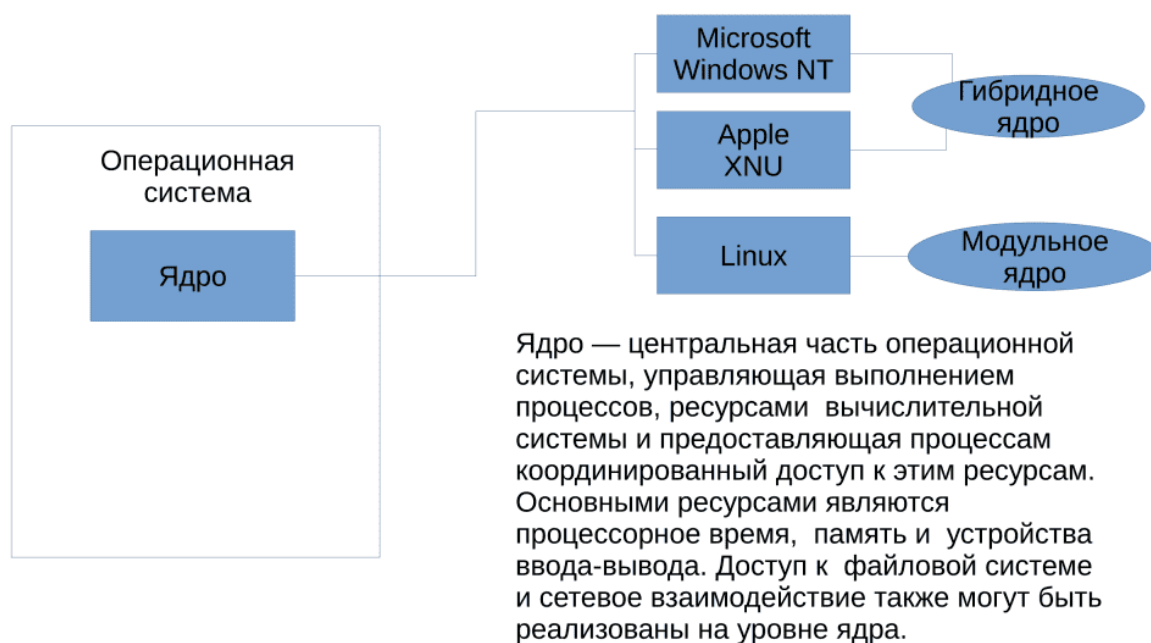 Операционная
система
Ядро
Microsoft
Windows NT
Apple
XNU
Linux
Гибридное
ядро
Модульное
ядро
Ядро — центральная часть операционной
системы, управляющая выполнением
процессов, ресурсами вычислительной
системы и предоставляющая процессам
координированный доступ к этим ресурсам.
Основными ресурсами являются
процессорное время, память и устройства
ввода-вывода. Доступ к файловой системе
и сетевое взаимодействие также могут быть
реализованы на уровне ядра.